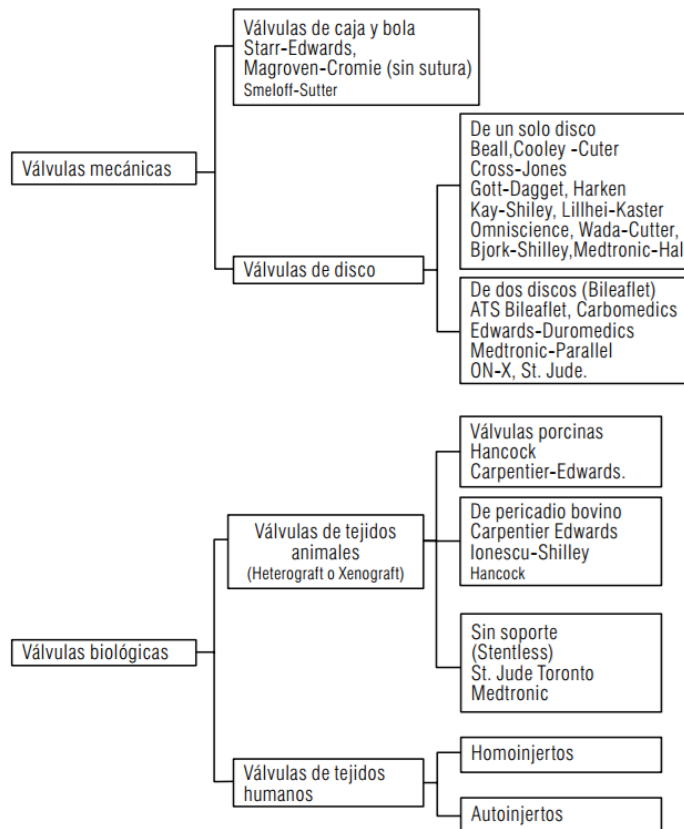 Válvulas mecánicas
Válvulas de caja y bola
Starr-Edwards,
Magroven-Cromie (sin sutura)
Smeloff-Sutter
Válvulas de disco
De un solo disco
Beall,Cooley -Cuter
Cross-Jones
Gott-Dagget, Harken
Kay-Shiley, Lillhei-Kaster
Omniscience, Wada-Cutter,
Bjork-Shilley,Medtronic-Hal
De dos discos (Bileaflet)
ATS Bileaflet, Carbomedics
Edwards-Duromedics
Medtronic-Parallel
ON-X, St. Jude.
Válvulas biológicas
Válvulas de tejidos
animales
(Heterograft o Xenograft)
Válvulas porcinas
Hancock
Carpentier-Edwards.
De pericadio bovino
Carpentier Edwards
Ionescu-Shilley
Hancock
Sin soporte
(Stentless)
St. Jude Toronto
Medtronic
Válvulas de tejidos
humanos
Homoinjertos
Autoinjertos